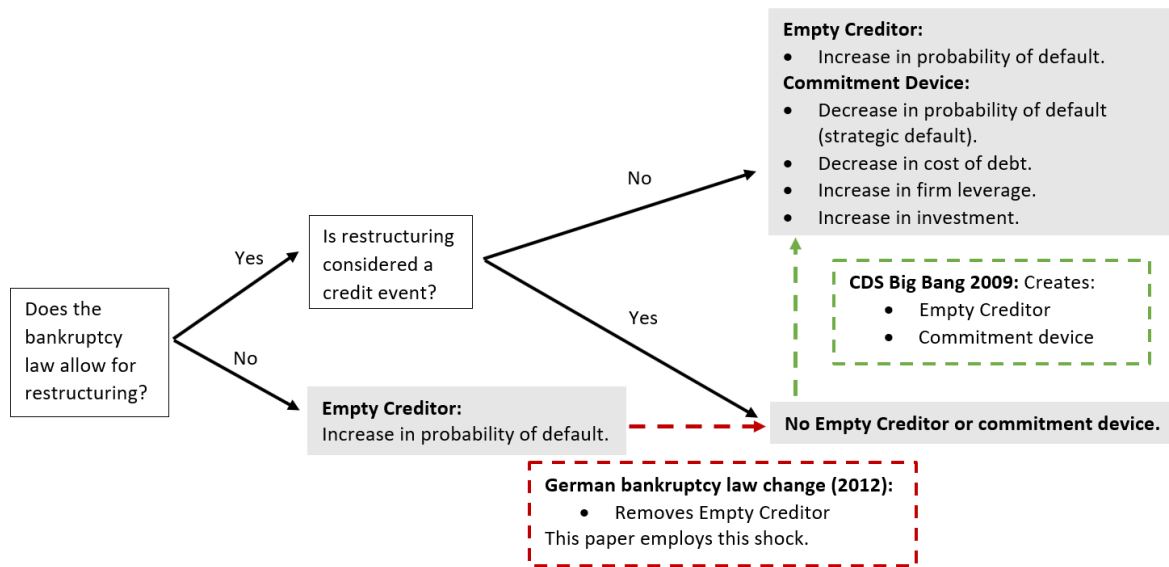 Does the
bankruptcy
law allow for
restructuring?
Yes
No
Is restructuring
considered a
credit event?
No
Yes
Empty Creditor:
Increase in probability of default.
Empty Creditor:
• Increase in probability of default.
Commitment Device:
• Decrease in probability of default
(strategic default).
• Decrease in cost of debt.
• Increase in firm leverage.
• Increase in investment.
CDS Big Bang 2009: Creates:
• Empty Creditor
• Commitment device
No Empty Creditor or commitment device.
German bankruptcy law change (2012):
• Removes Empty Creditor
This paper employs this shock.